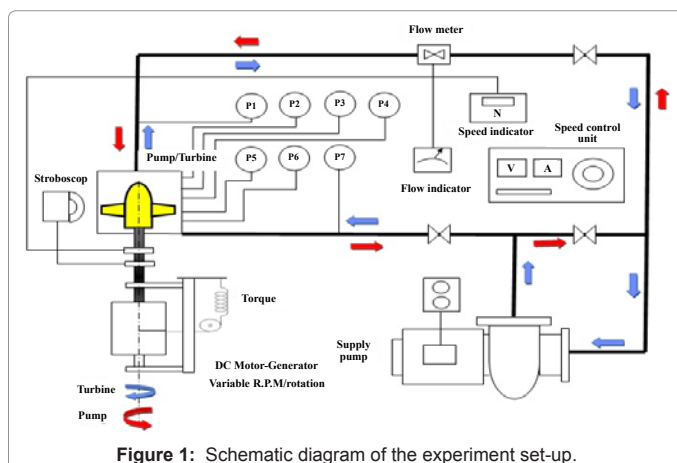 Flow meter
P1 P2 P3 P4
N
Speed indicator
Speed control
unit
Pump/Turbine
P5 P6 P7
V A
Stroboscop
Flow indicator
Torque
Supply
pump
DC Motor-Generator
Variable R.P.M/rotation
Turbine
Pump
Figure 1: Schematic diagram of the experiment set-up.